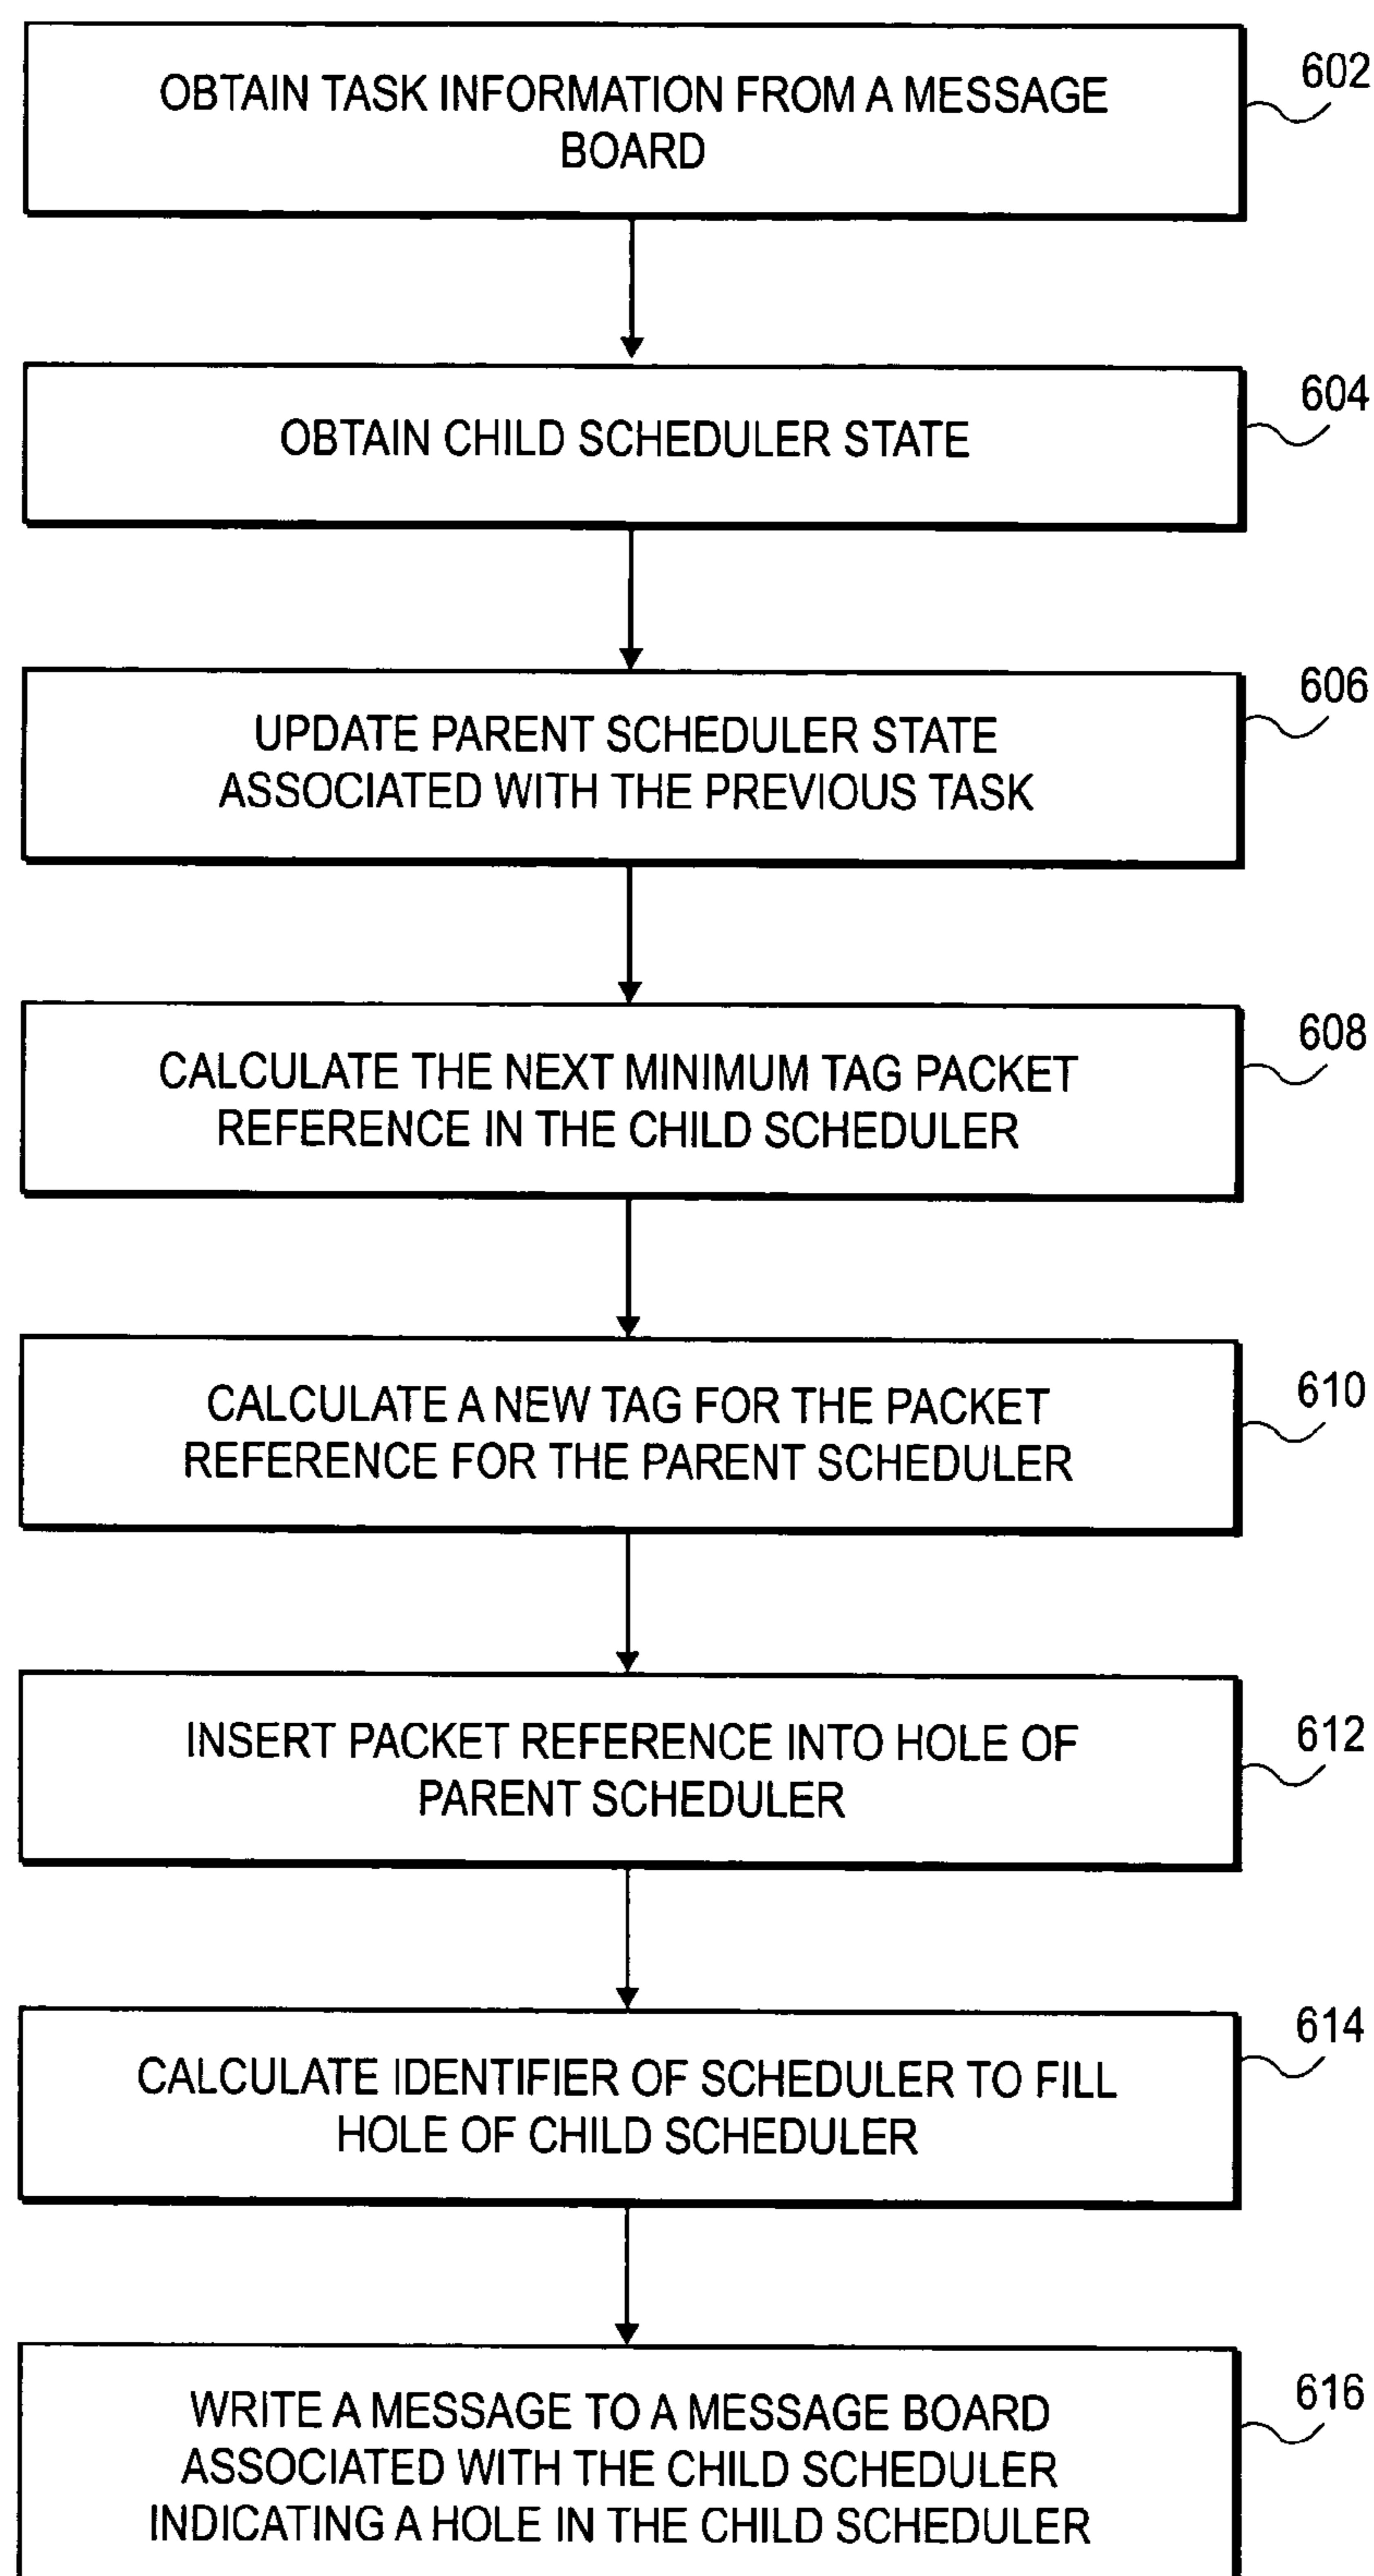 OBTAIN TASK INFORMATION FROM A MESSAGE
BOARD
602
OBTAIN CHILD SCHEDULER STATE
604
UPDATE PARENT SCHEDULER STATE
ASSOCIATED WITH THE PREVIOUS TASK
606
CALCULATE THE NEXT MINIMUM TAG PACKET
REFERENCE IN THE CHILD SCHEDULER
608
CALCULATE A NEW TAG FOR THE PACKET
REFERENCE FOR THE PARENT SCHEDULER
610
INSERT PACKET REFERENCE INTO HOLE OF
PARENT SCHEDULER
612
CALCULATE IDENTIFIER OF SCHEDULER TO FILL
HOLE OF CHILD SCHEDULER
614
WRITE A MESSAGE TO A MESSAGE BOARD
ASSOCIATED WITH THE CHILD SCHEDULER
INDICATING A HOLE IN THE CHILD SCHEDULER
616